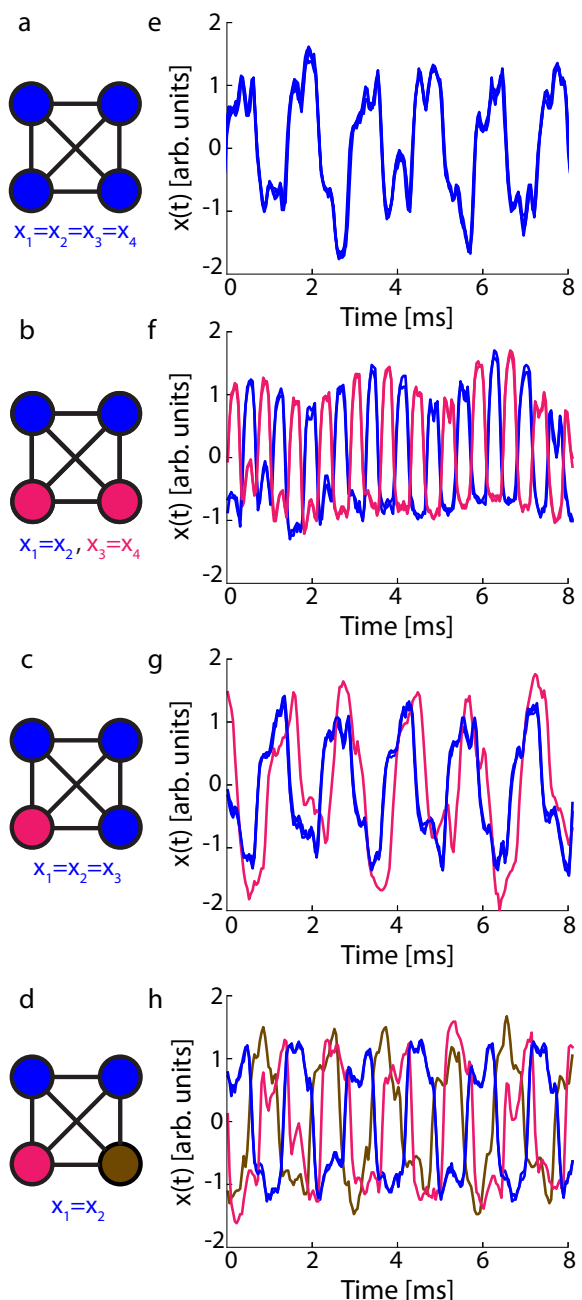 a
x₁=x₂=x₃=x₄
e
x(t) [arb. units]
2
1
0
-1
-2
0 2 4 6 8
Time [ms]
b
x₁=x₂, x₃=x₄
f
x(t) [arb. units]
2
1
0
-1
-2
0 2 4 6 8
Time [ms]
c
x₁=x₂=x₃
g
x(t) [arb. units]
2
1
0
-1
-2
0 2 4 6 8
Time [ms]
d
x₁=x₂
h
x(t) [arb. units]
2
1
0
-1
-2
0 2 4 6 8
Time [ms]